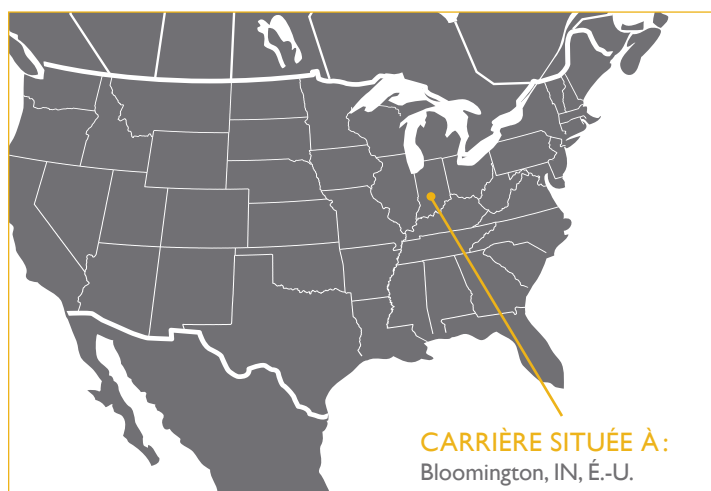 CARRIÈRE SITUÉE À :
Bloomington, IN, É.-U.